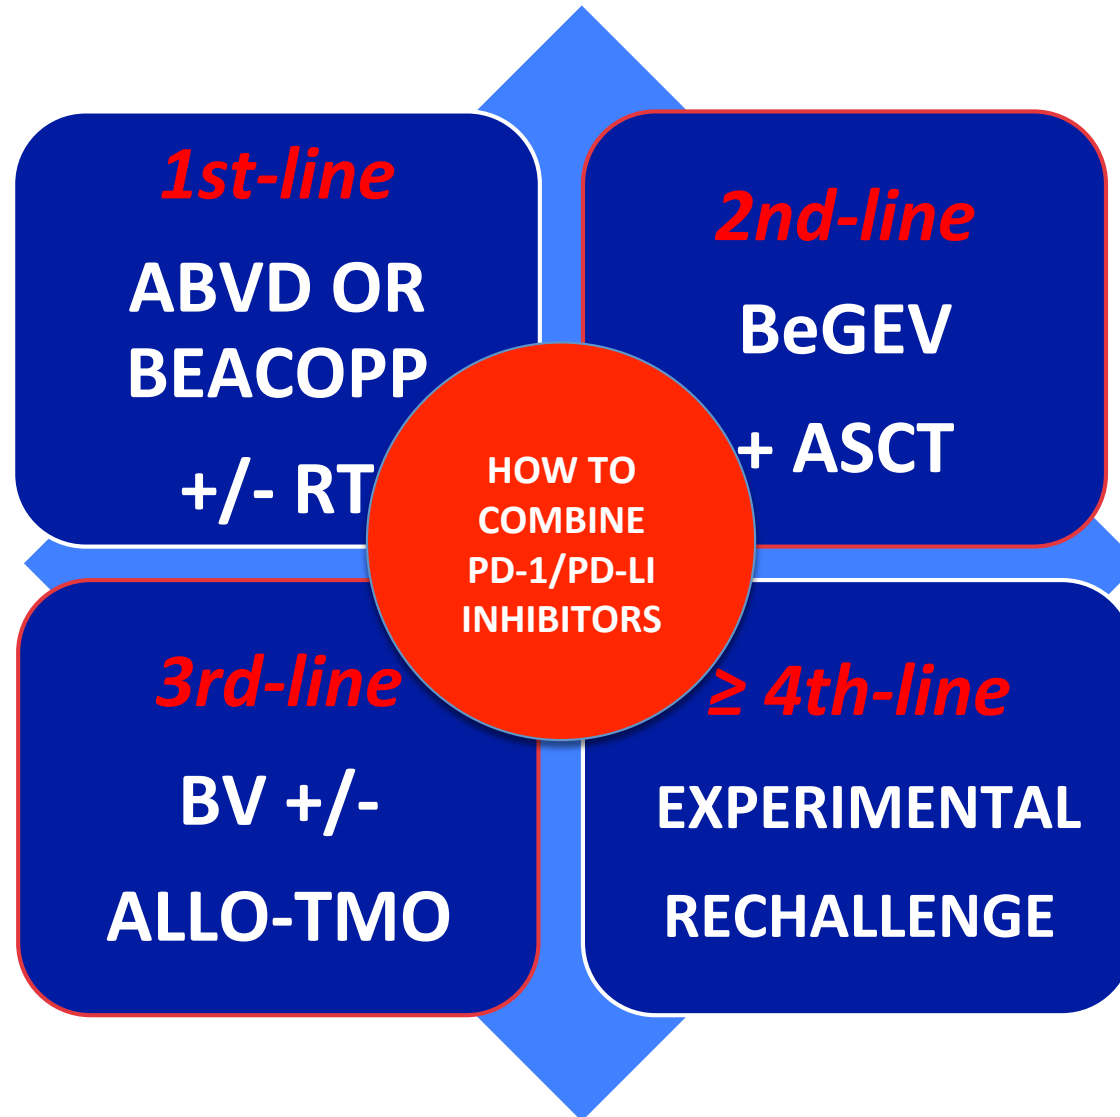 1st-line
ABVD OR
BEACOPP
+/- RT
2nd-line
BeGEV
+ ASCT
HOW TO
COMBINE
PD-1/PD-LI
INHIBITORS
3rd-line
BV +/-
ALLO-TMO
≥ 4th-line
EXPERIMENTAL
RECHALLENGE